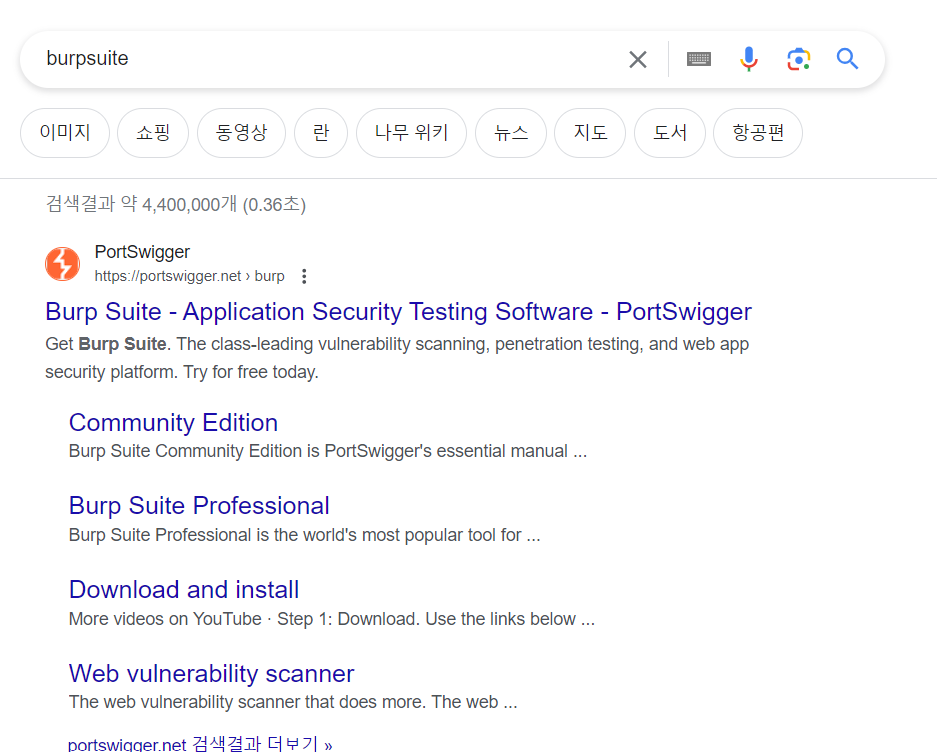 burpsuite
이미지 쇼핑 동영상 란 나무 위키 뉴스 지도 도서 항공편
검색결과 약 4,400,000개 (0.36초)
PortSwigger
https://portswigger.net › burp
Burp Suite - Application Security Testing Software - PortSwigger
Get Burp Suite. The class-leading vulnerability scanning, penetration testing, and web app
security platform. Try for free today.
Community Edition
Burp Suite Community Edition is PortSwigger's essential manual ...
Burp Suite Professional
Burp Suite Professional is the world's most popular tool for ...
Download and install
More videos on YouTube · Step 1: Download. Use the links below ...
Web vulnerability scanner
The web vulnerability scanner that does more. The web ...
portswigger.net 검색결과 더보기 »